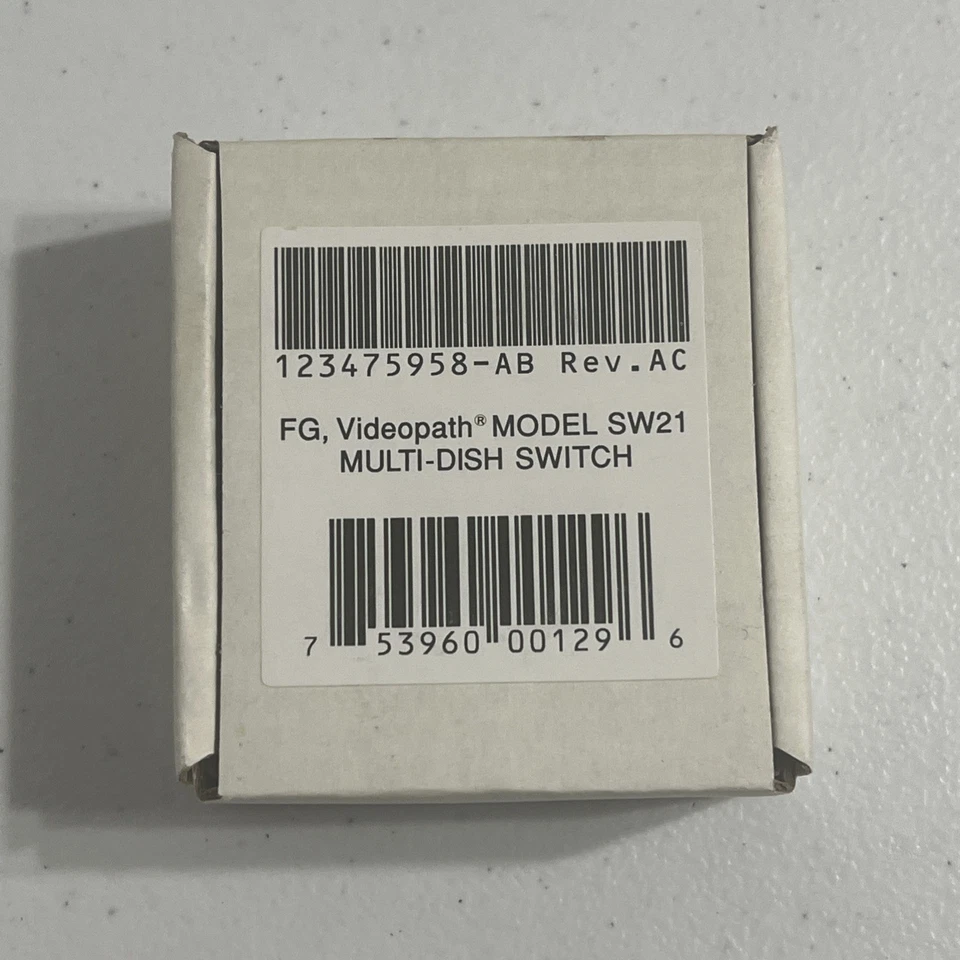 123475958-AB Rev.AC
FG, Videopath® MODEL SW21
MULTI-DISH SWITCH
7 53960 00129 6